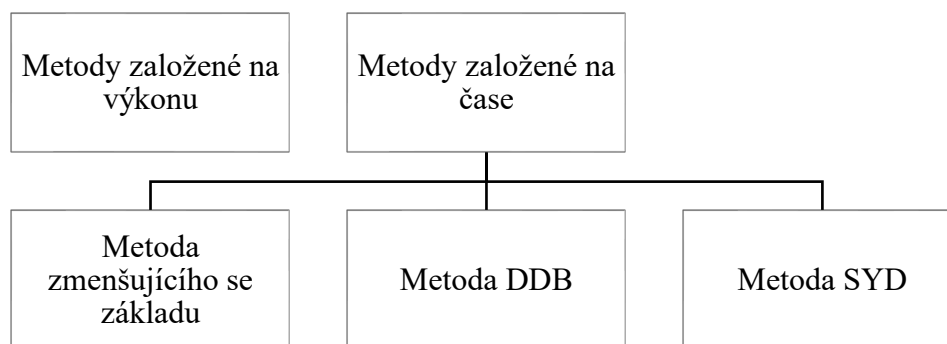 Metody založené na
výkonu
Metody založené na
čase
Metoda
zmenšujícího se
základu
Metoda DDB
Metoda SYD